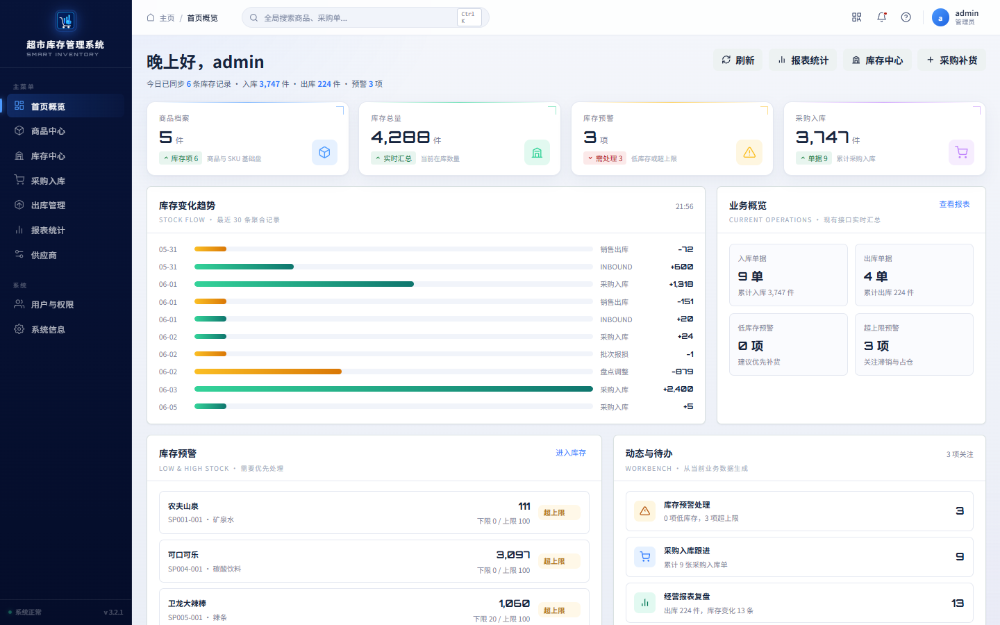 超市库存管理系统
SMART INVENTORY
主菜单
首页概览
商品中心
库存中心
采购入库
出库管理
报表统计
供应商
系统
用户与权限
系统信息
系统正常
v 3.2.1
主页 / 首页概览
全局搜索商品、采购单...
Ctrl K
a
admin
管理员
晚上好，admin
今日已同步 6 条库存记录 · 入库 3,747 件 · 出库 224 件 · 预警 3 项
刷新
报表统计
库存中心
采购补货
商品档案
5 件
库存项 6
商品与 SKU 基础盘
库存总量
4,288 件
实时汇总
当前在库数量
库存预警
3 项
需处理 3
低库存或超上限
采购入库
3,747 件
单据 9
累计采购入库
库存变化趋势
STOCK FLOW · 最近 30 条聚合记录
21:56
05-31 销售出库 -72
05-31 INBOUND +600
06-01 采购入库 +1,318
06-01 销售出库 -151
06-01 INBOUND +20
06-02 采购入库 +24
06-02 批次报损 -1
06-02 盘点调整 -879
06-03 采购入库 +2,400
06-05 采购入库 +5
业务概览
CURRENT OPERATIONS · 现有接口实时汇总
查看报表
入库单据
9 单
累计入库 3,747 件
出库单据
4 单
累计出库 224 件
低库存预警
0 项
建议优先补货
超上限预警
3 项
关注滞销与占仓
库存预警
LOW & HIGH STOCK · 需要优先处理
进入库存
农夫山泉
SP001-001 · 矿泉水
111
下限 0 / 上限 100
超上限
可口可乐
SP004-001 · 碳酸饮料
3,097
下限 0 / 上限 100
超上限
卫龙大辣棒
SP005-001 · 辣条
1,060
下限 20 / 上限 100
超上限
动态与待办
WORKBENCH · 从当前业务数据生成
3 项关注
库存预警处理
0 项低库存，3 项超上限
3
采购入库跟进
累计 9 张采购入库单
9
经营报表复盘
出库 224 件，库存变化 13 条
13